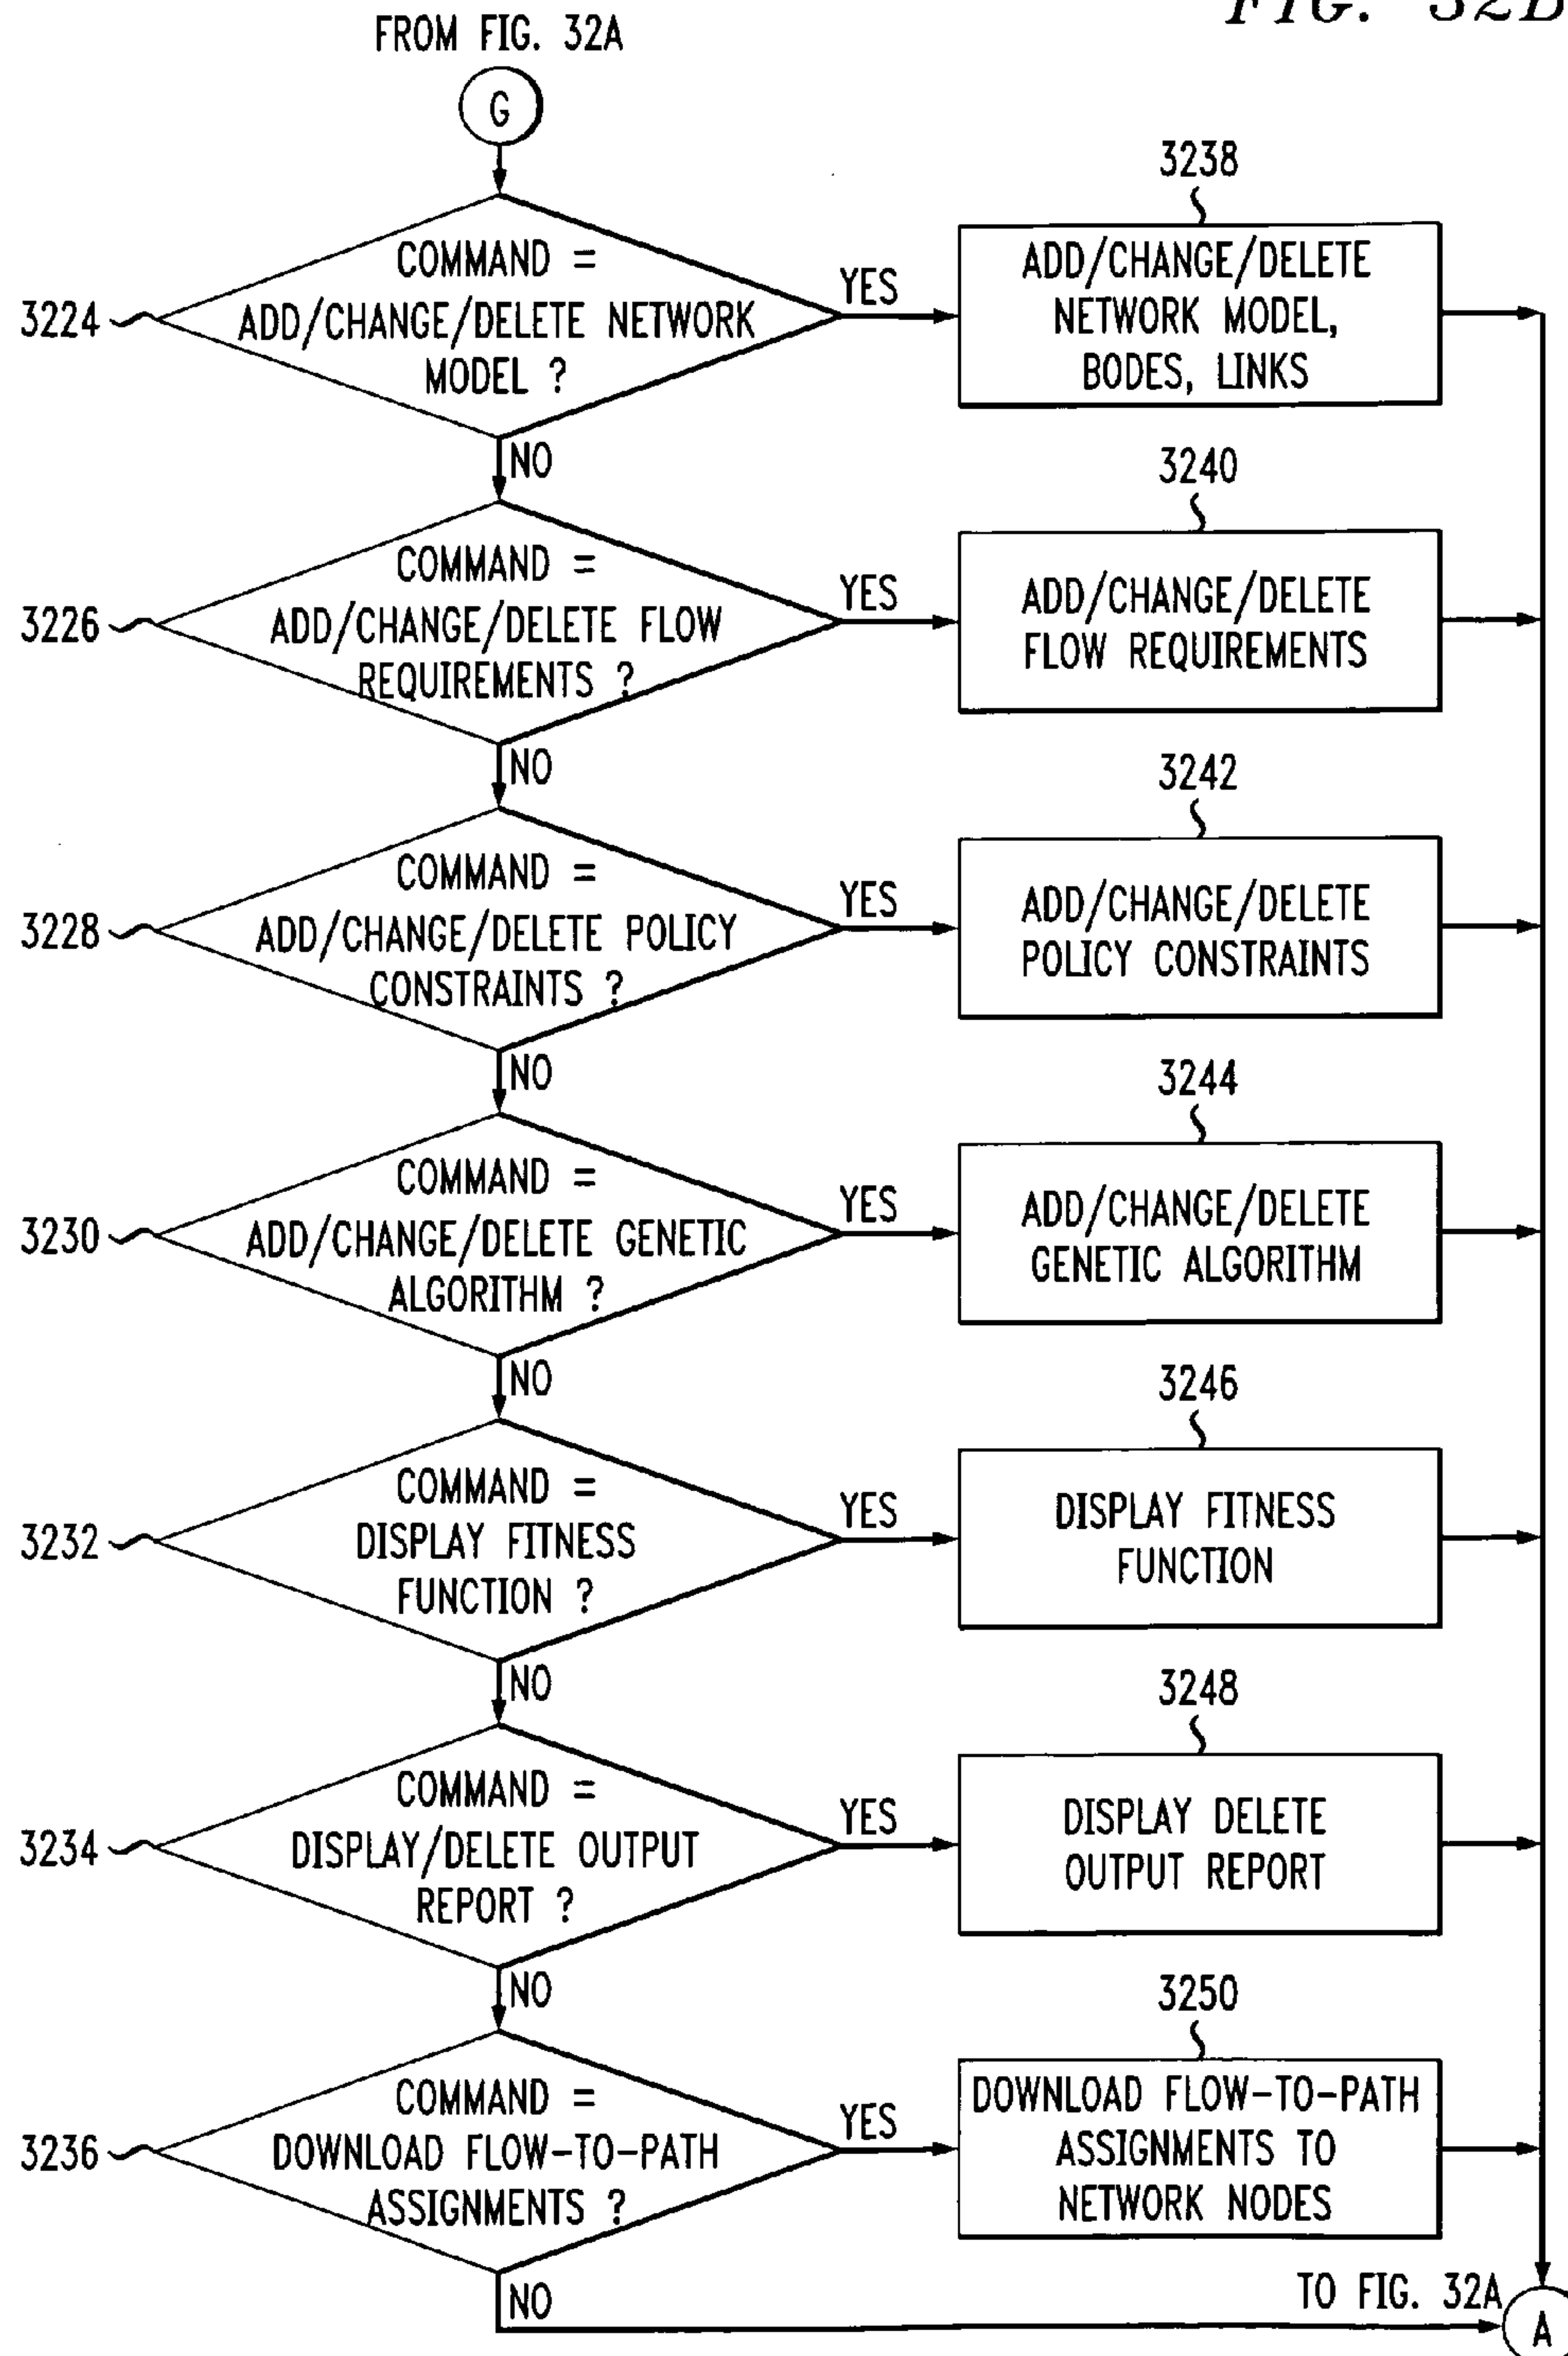 FIG. 32B
FROM FIG. 32A
G
3224
COMMAND =
ADD/CHANGE/DELETE NETWORK
MODEL ?
YES
NO
3238
ADD/CHANGE/DELETE
NETWORK MODEL,
BODES, LINKS
3226
COMMAND =
ADD/CHANGE/DELETE FLOW
REQUIREMENTS ?
YES
NO
3240
ADD/CHANGE/DELETE
FLOW REQUIREMENTS
3228
COMMAND =
ADD/CHANGE/DELETE POLICY
CONSTRAINTS ?
YES
NO
3242
ADD/CHANGE/DELETE
POLICY CONSTRAINTS
3230
COMMAND =
ADD/CHANGE/DELETE GENETIC
ALGORITHM ?
YES
NO
3244
ADD/CHANGE/DELETE
GENETIC ALGORITHM
3232
COMMAND =
DISPLAY FITNESS
FUNCTION ?
YES
NO
3246
DISPLAY FITNESS
FUNCTION
3234
COMMAND =
DISPLAY/DELETE OUTPUT
REPORT ?
YES
NO
3248
DISPLAY DELETE
OUTPUT REPORT
3236
COMMAND =
DOWNLOAD FLOW-TO-PATH
ASSIGNMENTS ?
YES
NO
3250
DOWNLOAD FLOW-TO-PATH
ASSIGNMENTS TO
NETWORK NODES
TO FIG. 32A
A